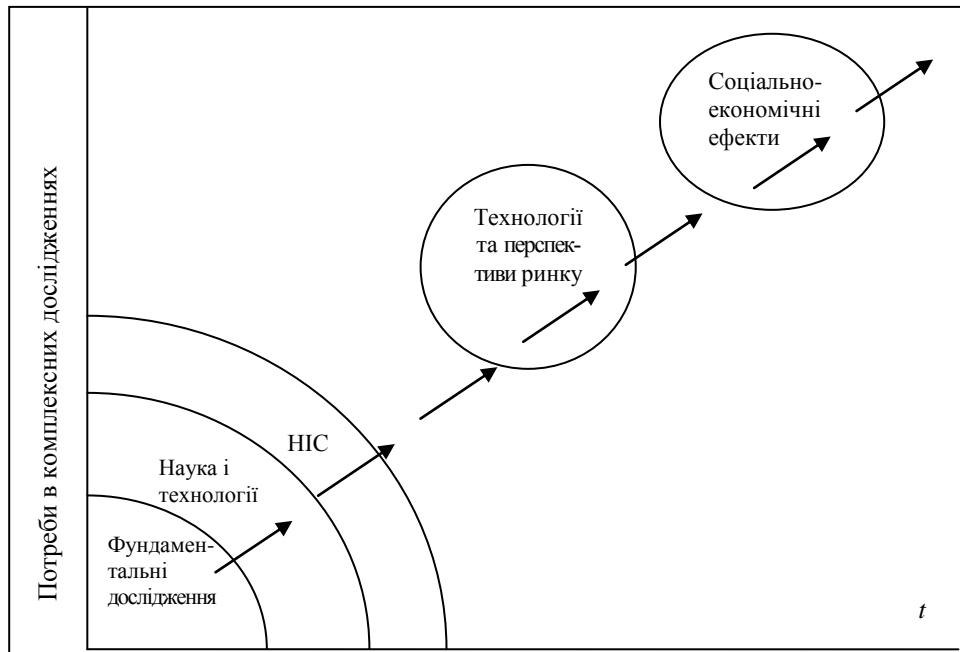 Потреби в комплексних дослідженнях
Соціально-
економічні
ефекти
Технології
та перспек-
тиви ринку
НІС
Наука і
технології
Фундамен-
тальні
дослідження
t